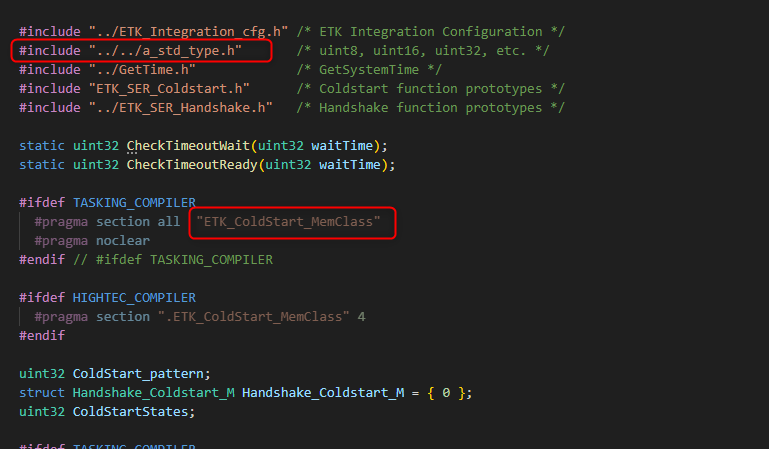 #include "../ETK_Integration_cfg.h" /* ETK Integration Configuration */
#include "../../a_std_type.h" /* uint8, uint16, uint32, etc. */
#include "../GetTime.h" /* GetSystemTime */
#include "ETK_SER_Coldstart.h" /* Coldstart function prototypes */
#include "../ETK_SER_Handshake.h" /* Handshake function prototypes */
static uint32 CheckTimeoutWait(uint32 waitTime);
static uint32 CheckTimeoutReady(uint32 waitTime);
#ifdef TASKING_COMPILER
#pragma section all "ETK_ColdStart_MemClass"
#pragma noclear
#endif // #ifdef TASKING_COMPILER
#ifdef HIGHTEC_COMPILER
#pragma section ".ETK_ColdStart_MemClass" 4
#endif
uint32 ColdStart_pattern;
struct Handshake_Coldstart_M Handshake_Coldstart_M = { 0 };
uint32 ColdStartStates;
#ifdef TASKING_COMPILER